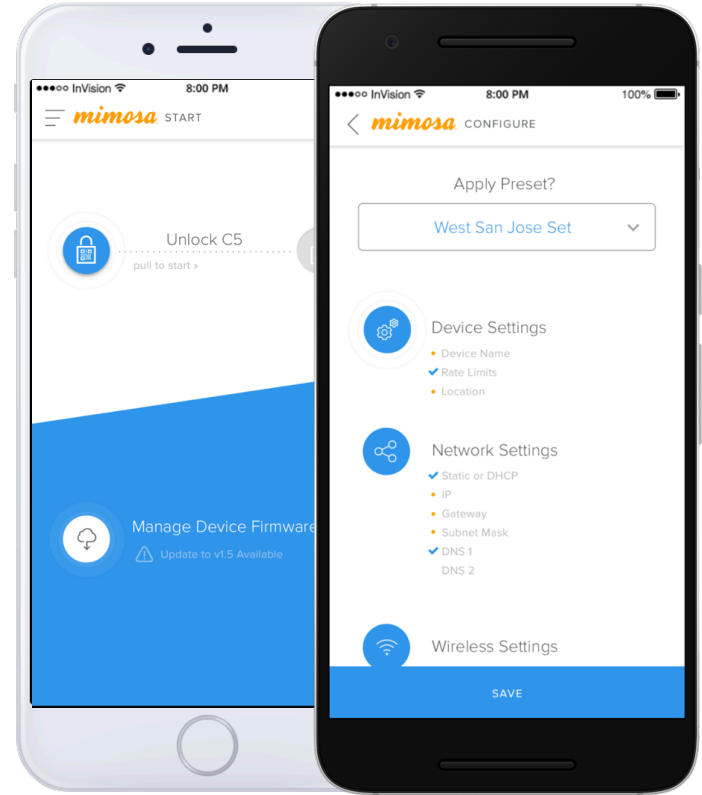 InVision 8:00 PM
mimosa START
Unlock C5
pull to start »
Manage Device Firmware
Update to v1.5 Available
InVision 8:00 PM 100%
mimosa CONFIGURE
Apply Preset?
West San Jose Set
Device Settings
Device Name
Rate Limits
Location
Network Settings
Static or DHCP
IP
Gateway
Subnet Mask
DNS 1
DNS 2
Wireless Settings
SAVE